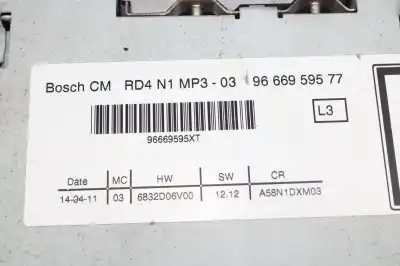 Bosch CM RD4 N1 MP3 - 03 96 669 595 77
L3
96669595XT
Date MC HW SW CR
14-04-11 03 6832D06V00 12.12 A58N1DXM03